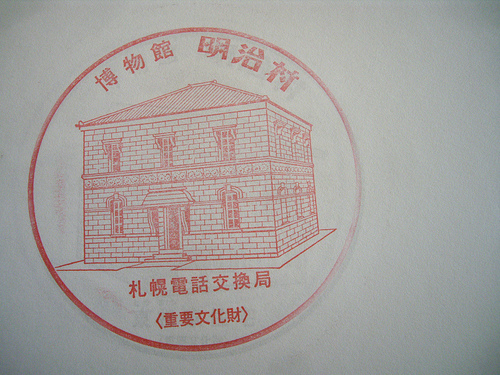 博物館 明治村
札幌電話交換局
〈重要文化財〉